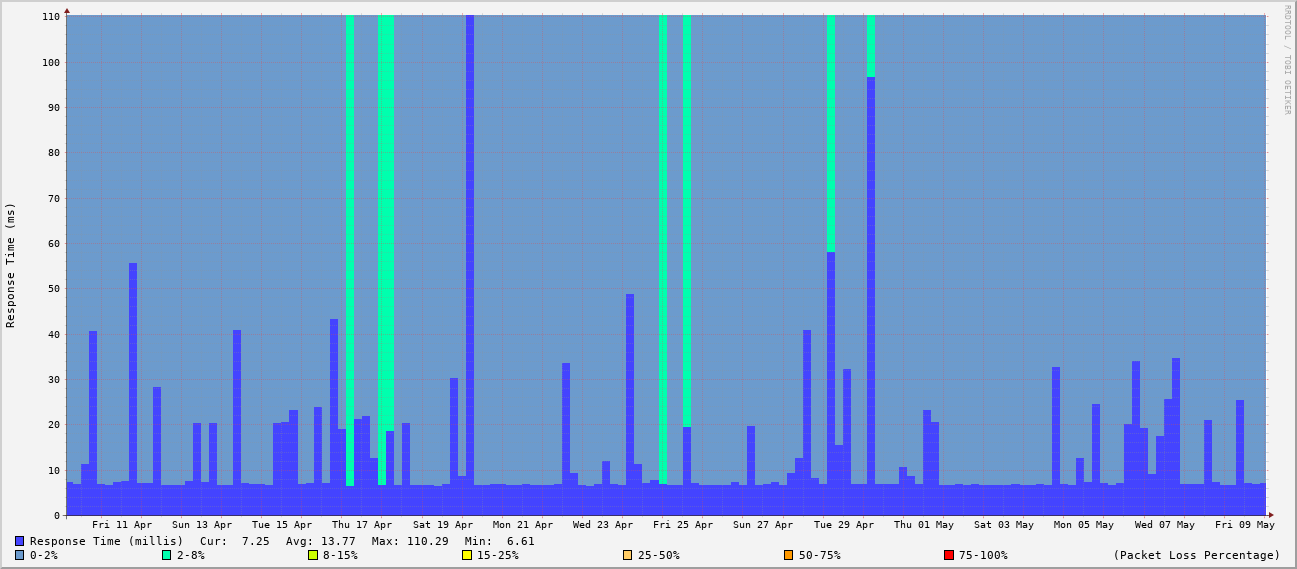 110
100
90
80
70
60
50
40
30
20
10
0
Response Time (ms)
RRDTOOL / TOBI OETIKER
Fri 11 Apr Sun 13 Apr Tue 15 Apr Thu 17 Apr Sat 19 Apr Mon 21 Apr Wed 23 Apr Fri 25 Apr Sun 27 Apr Tue 29 Apr Thu 01 May Sat 03 May Mon 05 May Wed 07 May Fri 09 May
Response Time (millis) Cur: 7.25 Avg: 13.77 Max: 110.29 Min: 6.61
0-2% 2-8% 8-15% 15-25% 25-50% 50-75% 75-100% (Packet Loss Percentage)